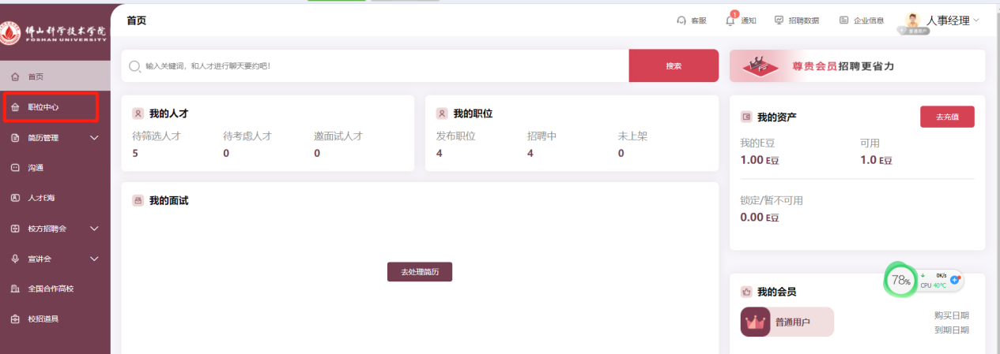 佛山科学技术学院
FOSHAN UNIVERSITY
首页
职位中心
简历管理
沟通
人才E海
校方招聘会
宣讲会
全国合作高校
校招道具
首页
客服
1
通知
招聘数据
企业信息
普通用户
人事经理
输入关键词，和人才进行聊天要约吧！
搜索
尊贵会员招聘更省力
我的人才
待筛选人才 待考虑人才 邀面试人才
5 0 0
我的职位
发布职位 招聘中 未上架
4 4 0
我的资产
去充值
我的E豆 可用
1.00 E豆 1.0 E豆
锁定/暂不可用
0.00 E豆
我的面试
去处理简历
78%
0K/s
CPU 40°C
我的会员
普通用户
购买日期
到期日期